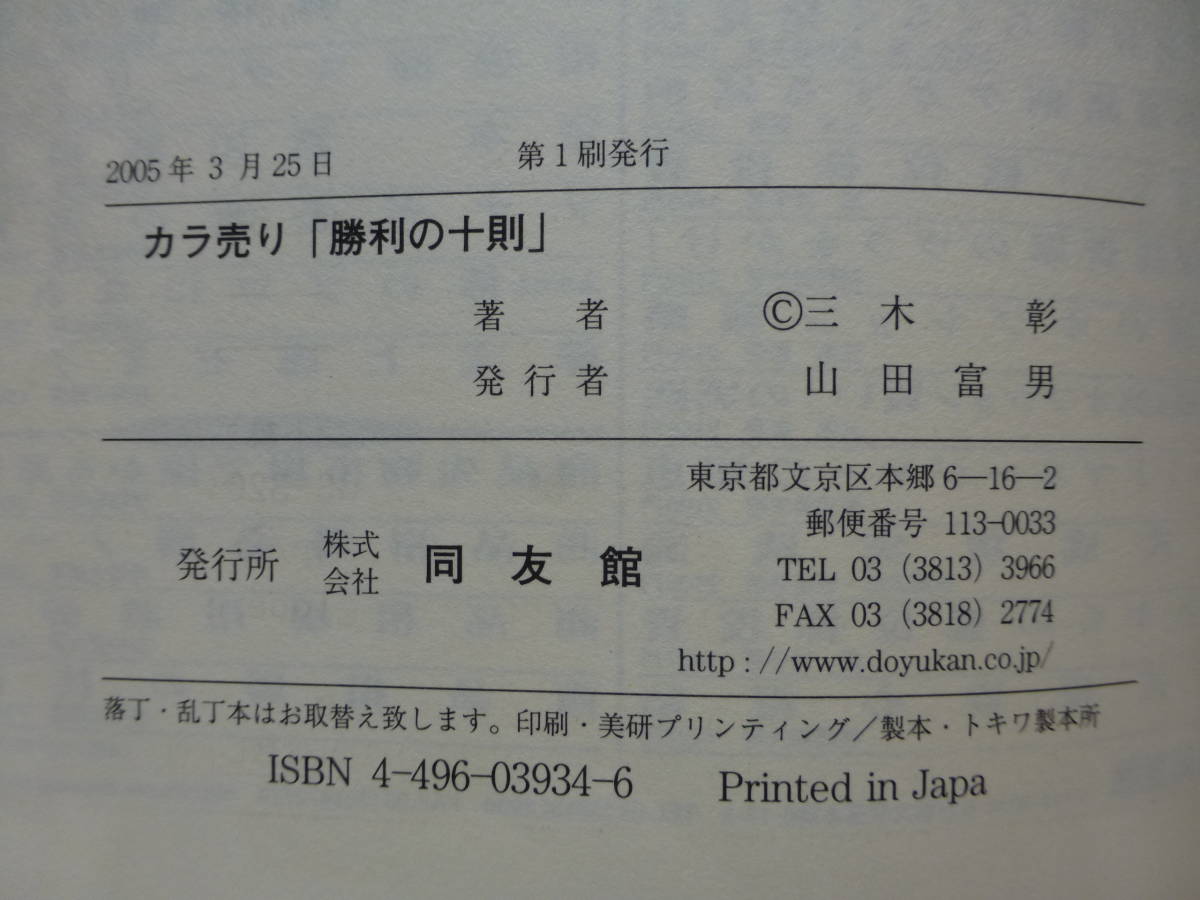 2005年3月25日 第1刷発行
カラ売り「勝利の十則」
著者 ©三木 彰
発行者 山田富男
東京都文京区本郷6―16―2
郵便番号 113-0033
発行所 株式会社 同友館
TEL 03 (3813) 3966
FAX 03 (3818) 2774
http://www.doyukan.co.jp/
落丁・乱丁本はお取替え致します。印刷・美研プリンティング/製本・トキワ製本所
ISBN 4-496-03934-6 Printed in Japa